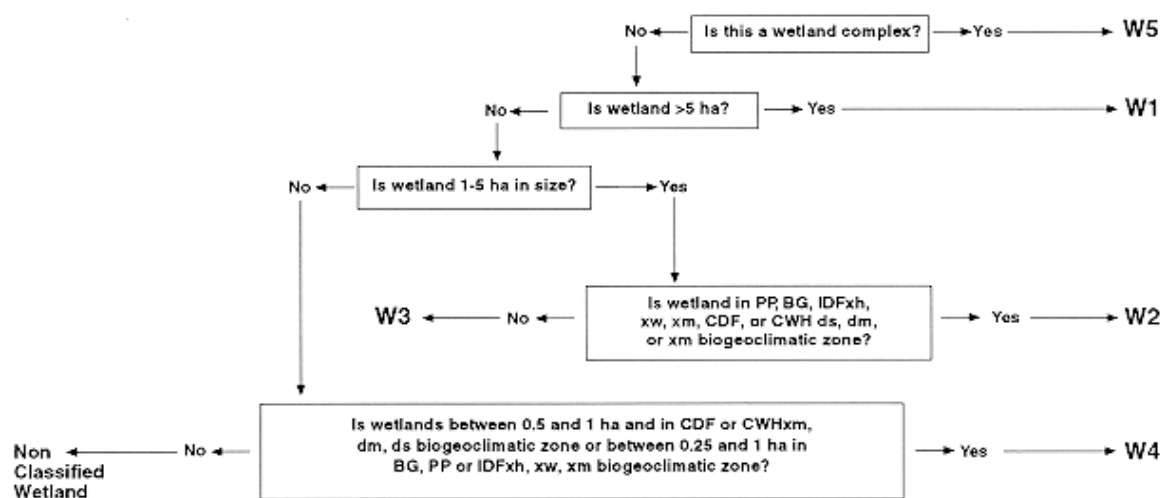 No Is this a wetland complex? Yes W5
No Is wetland >5 ha? Yes W1
No Is wetland 1-5 ha in size? Yes
Is wetland in PP, BG, IDFxh,
W3 No xw, xm, CDF, or CWH ds, dm, Yes W2
or xm biogeoclimatic zone?
Is wetlands between 0.5 and 1 ha and in CDF or CWHxm,
Non No dm, ds biogeoclimatic zone or between 0.25 and 1 ha in Yes W4
Classified BG, PP or IDFxh, xw, xm biogeoclimatic zone?
Wetland